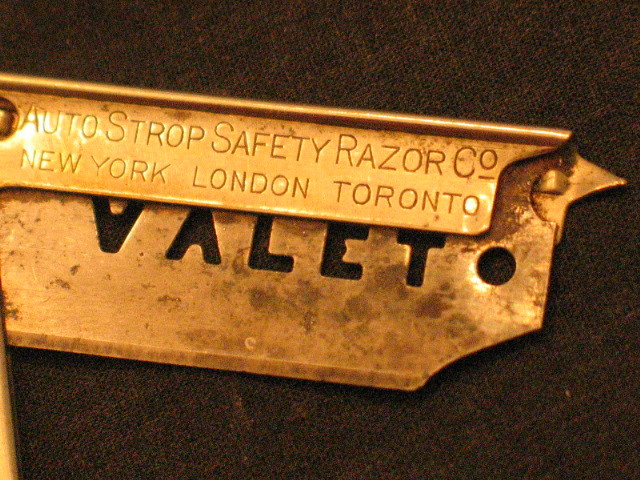 AUTO STROP SAFETY RAZOR CO
NEW YORK LONDON TORONTO
VALET